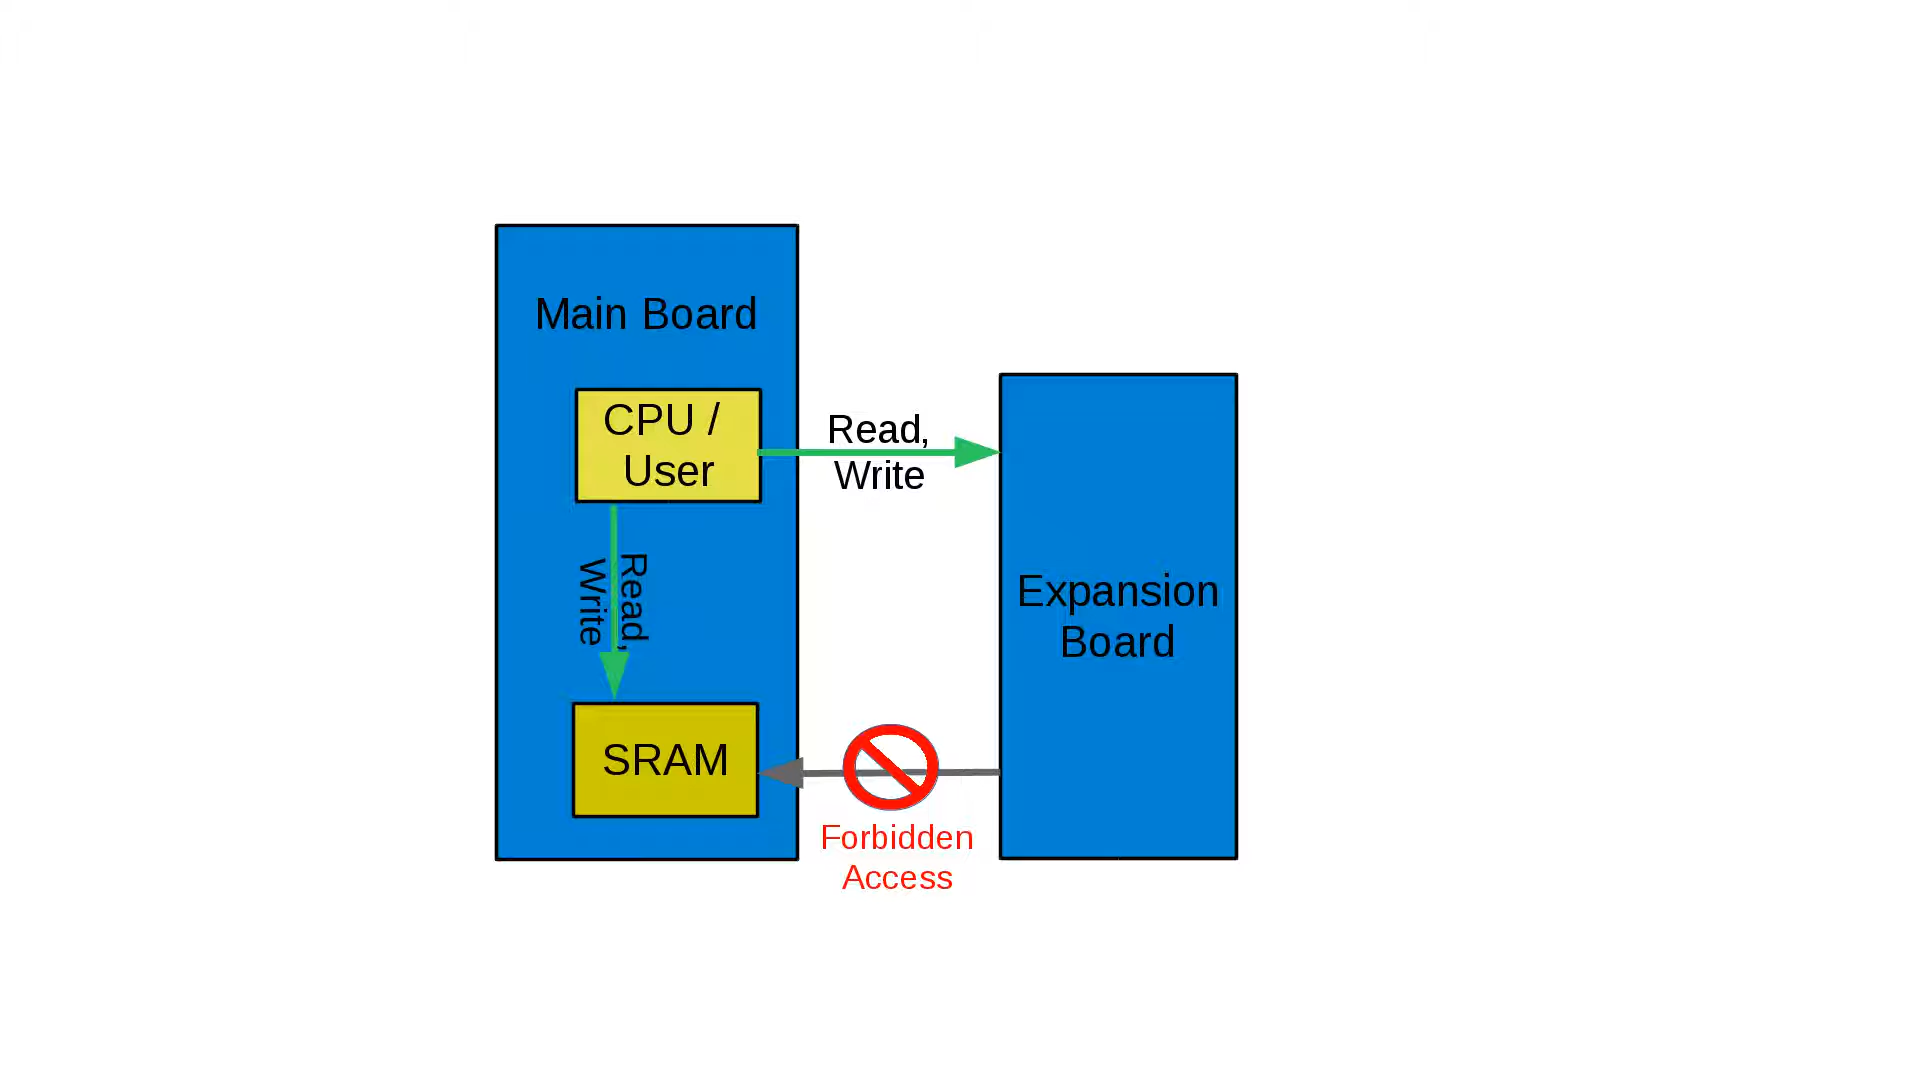 Main Board
CPU /
User
Read,
Write
Read,
Write
Expansion
Board
SRAM
Forbidden
Access